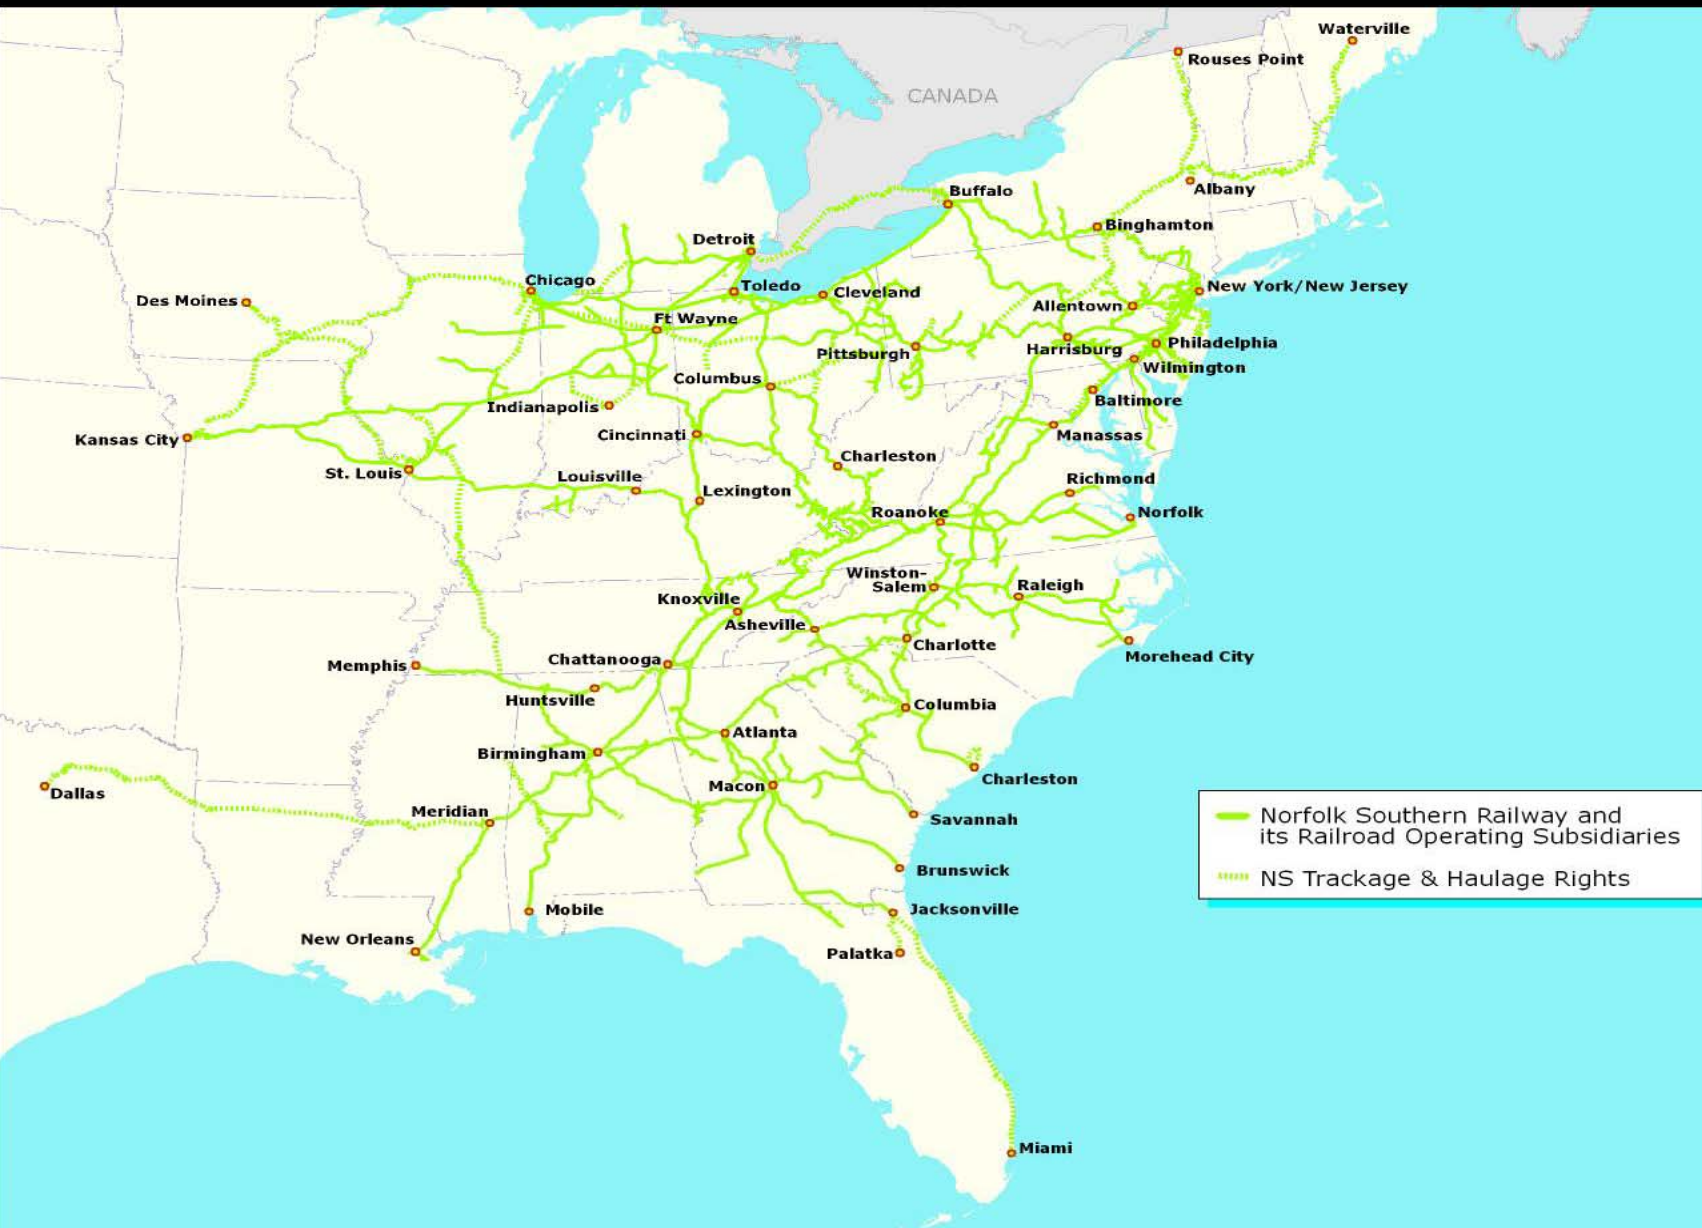 Waterville
Rouses Point
CANADA
Albany
Buffalo
Binghamton
Detroit
Chicago
Toledo
Cleveland
New York/New Jersey
Des Moines
Allentown
Ft Wayne
Harrisburg
Philadelphia
Pittsburgh
Wilmington
Columbus
Baltimore
Indianapolis
Cincinnati
Manassas
Kansas City
Charleston
St. Louis
Louisville
Richmond
Lexington
Roanoke
Norfolk
Winston-
Salem
Raleigh
Knoxville
Asheville
Charlotte
Morehead City
Memphis
Chattanooga
Huntsville
Columbia
Atlanta
Birmingham
Charleston
Macon
Dallas
Meridian
Savannah
Norfolk Southern Railway and
its Railroad Operating Subsidiaries
NS Trackage & Haulage Rights
Brunswick
Mobile
Jacksonville
New Orleans
Palatka
Miami